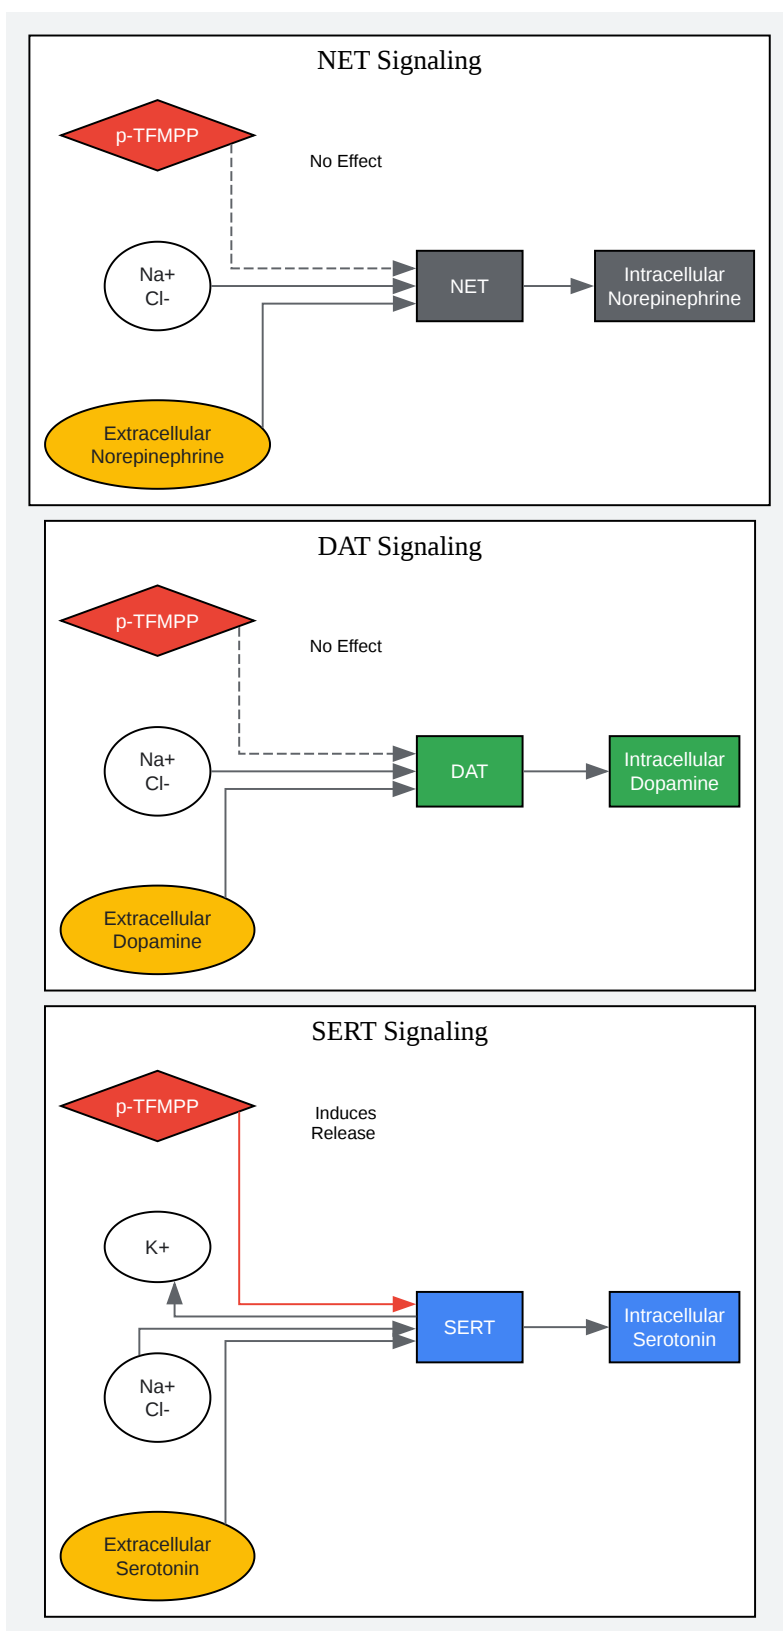 NET Signaling
p-TFMPP
No Effect
Na+
Cl-
NET
Intracellular
Norepinephrine
Extracellular
Norepinephrine
DAT Signaling
p-TFMPP
No Effect
Na+
Cl-
DAT
Intracellular
Dopamine
Extracellular
Dopamine
SERT Signaling
p-TFMPP
Induces
Release
K+
SERT
Intracellular
Serotonin
Na+
Cl-
Extracellular
Serotonin